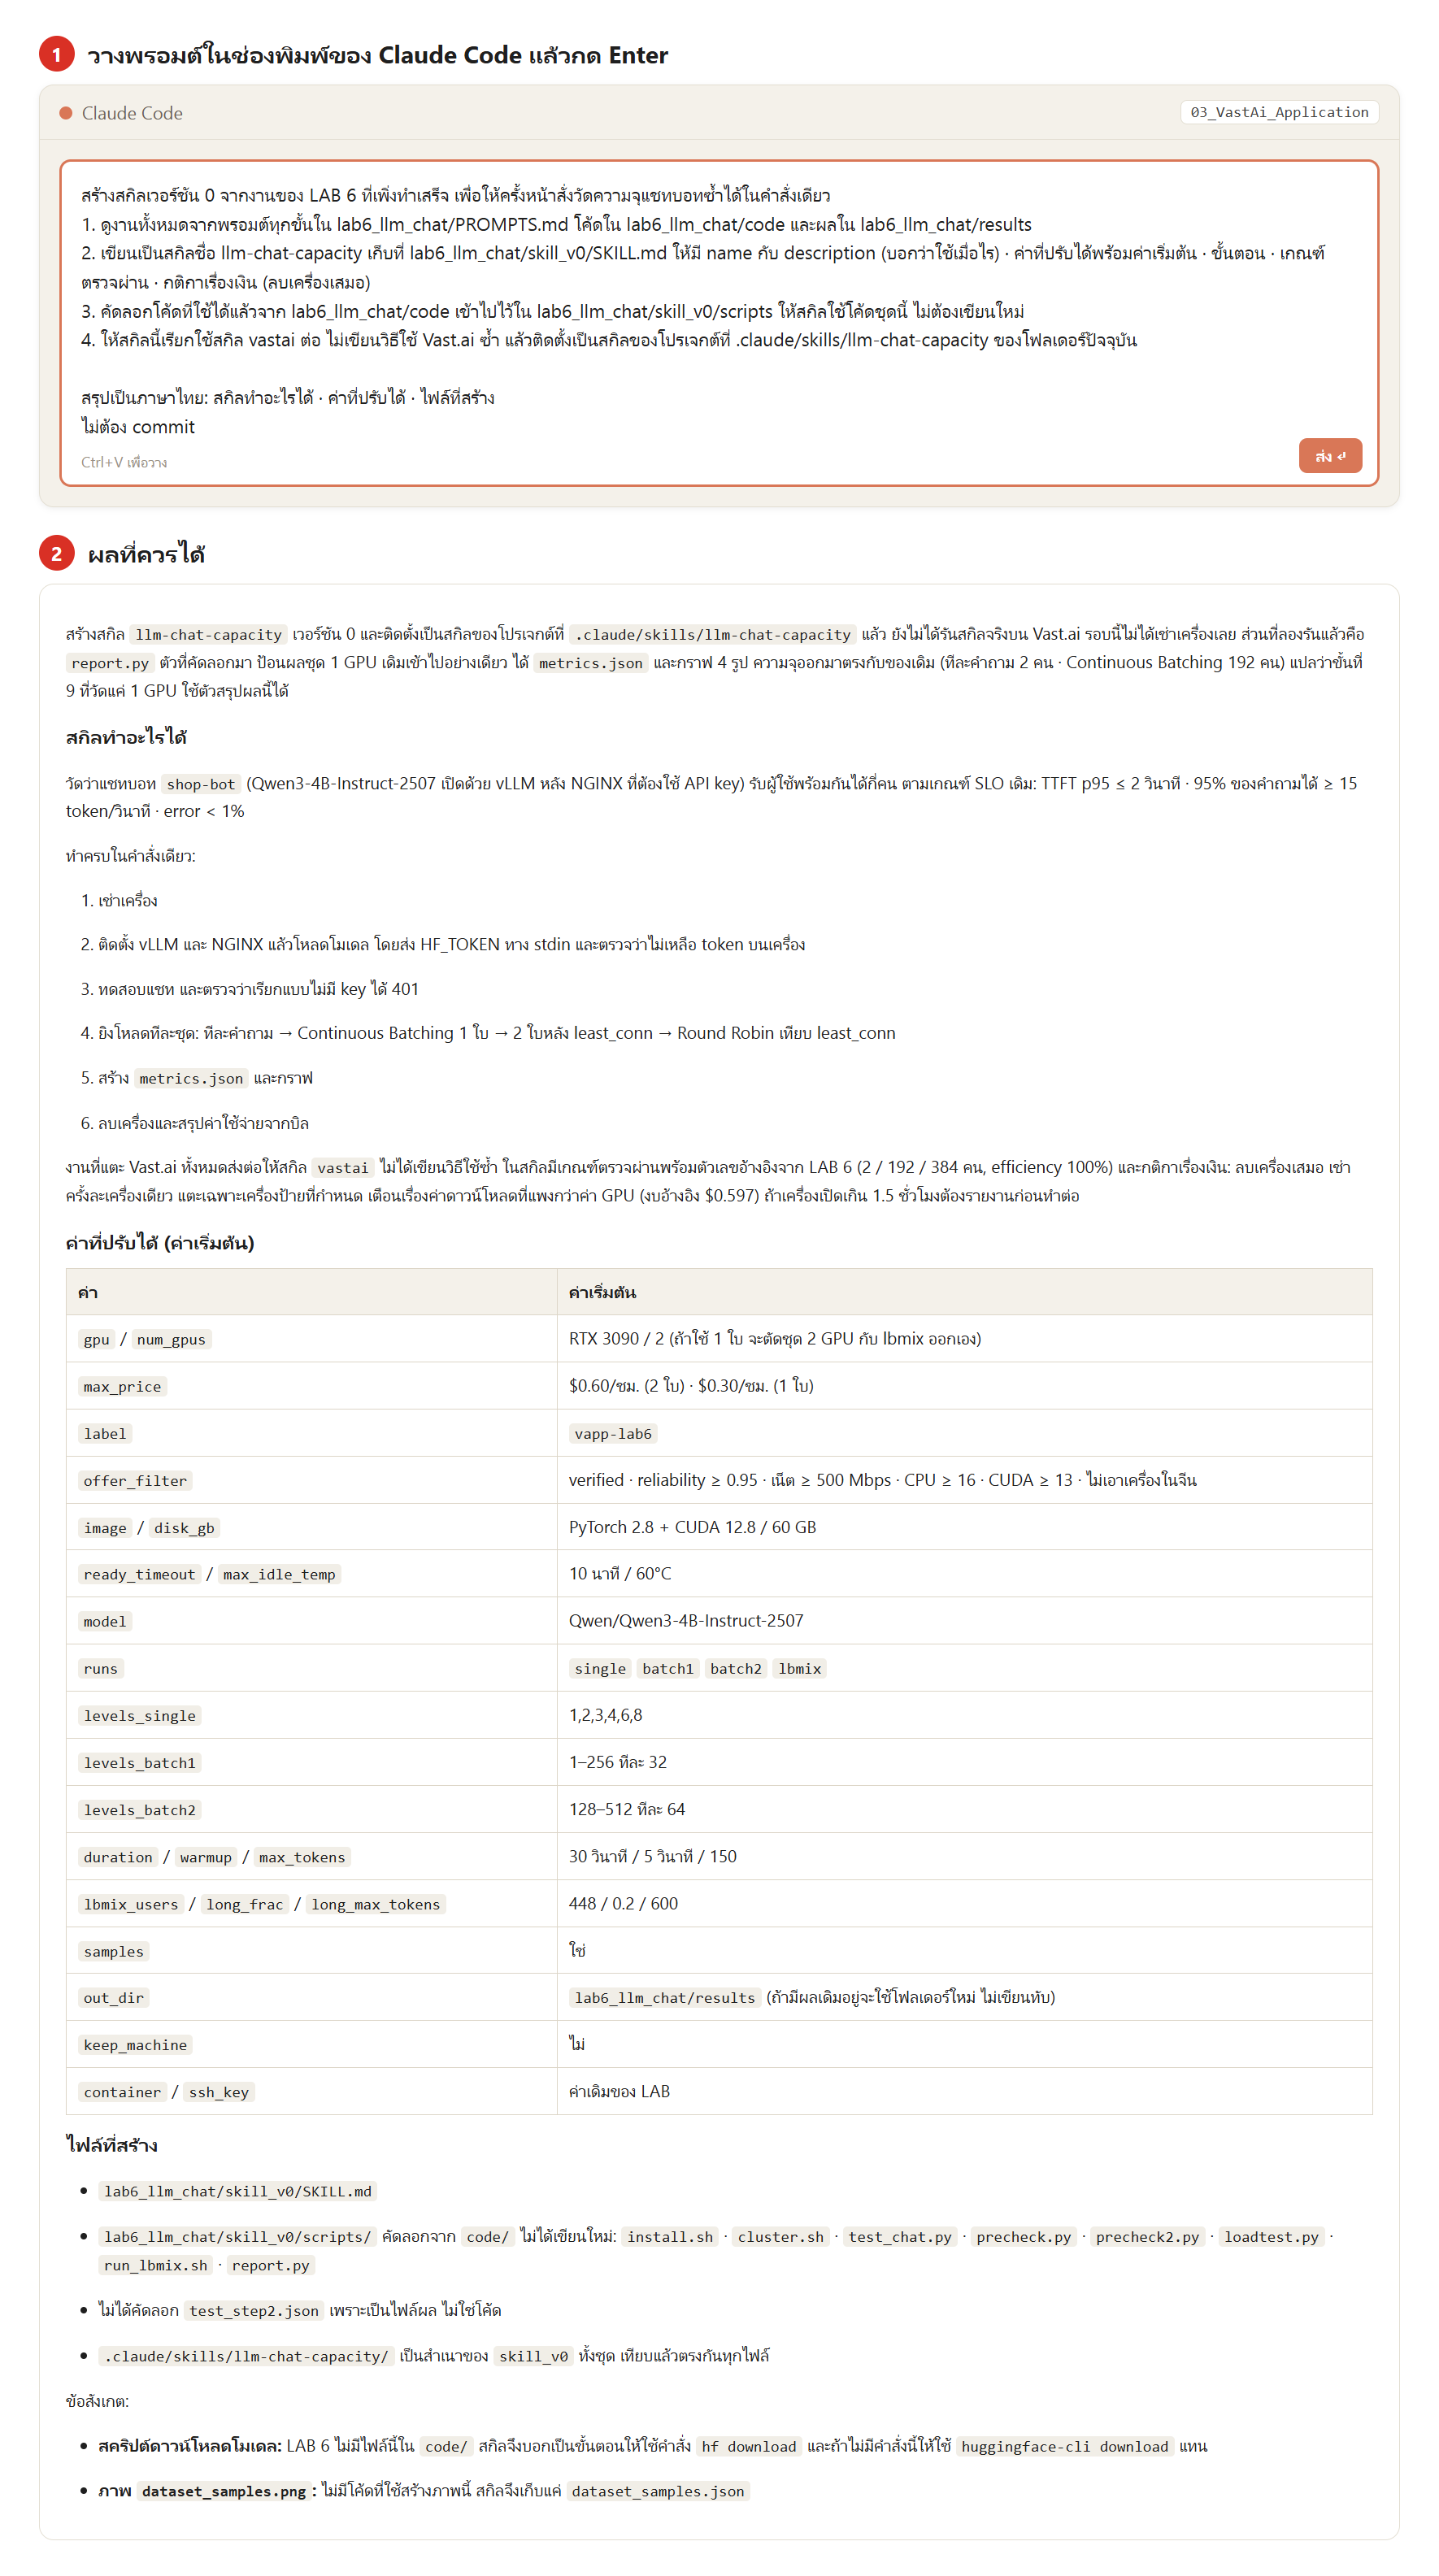 1 วางพรอมต์ในช่องพิมพ์ของ Claude Code แล้วกด Enter
Claude Code
03_VastAi_Application
สร้างสกิลเวอร์ชัน 0 จากงานของ LAB 6 ที่เพิ่งทำเสร็จ เพื่อให้ครั้งหน้าสั่งวัดความจุแชทบอทซ้ำได้ในคำสั่งเดียว
1. ดูงานทั้งหมดจากพรอมต์ทุกขั้นใน lab6_llm_chat/PROMPTS.md โค้ดใน lab6_llm_chat/code และผลใน lab6_llm_chat/results
2. เขียนเป็นสกิลชื่อ llm-chat-capacity เก็บที่ lab6_llm_chat/skill_v0/SKILL.md ให้มี name กับ description (บอกว่าใช้เมื่อไร) · ค่าที่ปรับได้พร้อมค่าเริ่มต้น · ขั้นตอน · เกณฑ์
ตรวจผ่าน · กติกาเรื่องเงิน (ลบเครื่องเสมอ)
3. คัดลอกโค้ดที่ใช้ได้แล้วจาก lab6_llm_chat/code เข้าไปไว้ใน lab6_llm_chat/skill_v0/scripts ให้สกิลใช้โค้ดชุดนี้ ไม่ต้องเขียนใหม่
4. ให้สกิลนี้เรียกใช้สกิล vastai ต่อ ไม่เขียนวิธีใช้ Vast.ai ซ้ำ แล้วติดตั้งเป็นสกิลของโปรเจกต์ที่ .claude/skills/llm-chat-capacity ของโฟลเดอร์ปัจจุบัน
สรุปเป็นภาษาไทย: สกิลทำอะไรได้ · ค่าที่ปรับได้ · ไฟล์ที่สร้าง
ไม่ต้อง commit
Ctrl+V เพื่อวาง
ส่ง ↵
2 ผลที่ควรได้
สร้างสกิล llm-chat-capacity เวอร์ชัน 0 และติดตั้งเป็นสกิลของโปรเจกต์ที่ .claude/skills/llm-chat-capacity แล้ว ยังไม่ได้รันสกิลจริงบน Vast.ai รอบนี้ไม่ได้เช่าเครื่องเลย ส่วนที่ลองรันแล้วคือ
report.py ตัวที่คัดลอกมา ป้อนผลชุด 1 GPU เดิมเข้าไปอย่างเดียว ได้ metrics.json และกราฟ 4 รูป ความจุออกมาตรงกับของเดิม (ทีละคำถาม 2 คน · Continuous Batching 192 คน) แปลว่าขั้นที่
9 ที่วัดแค่ 1 GPU ใช้ตัวสรุปผลนี้ได้
สกิลทำอะไรได้
วัดว่าแชทบอท shop-bot (Qwen3-4B-Instruct-2507 เปิดด้วย vLLM หลัง NGINX ที่ต้องใช้ API key) รับผู้ใช้พร้อมกันได้กี่คน ตามเกณฑ์ SLO เดิม: TTFT p95 ≤ 2 วินาที · 95% ของคำถามได้ ≥ 15
token/วินาที · error < 1%
ทำครบในคำสั่งเดียว:
1. เช่าเครื่อง
2. ติดตั้ง vLLM และ NGINX แล้วโหลดโมเดล โดยส่ง HF_TOKEN ทาง stdin และตรวจว่าไม่เหลือ token บนเครื่อง
3. ทดสอบแชท และตรวจว่าเรียกแบบไม่มี key ได้ 401
4. ยิงโหลดทีละชุด: ทีละคำถาม → Continuous Batching 1 ใบ → 2 ใบหลัง least_conn → Round Robin เทียบ least_conn
5. สร้าง metrics.json และกราฟ
6. ลบเครื่องและสรุปค่าใช้จ่ายจากบิล
งานที่แตะ Vast.ai ทั้งหมดส่งต่อให้สกิล vastai ไม่ได้เขียนวิธีใช้ซ้ำ ในสกิลมีเกณฑ์ตรวจผ่านพร้อมตัวเลขอ้างอิงจาก LAB 6 (2 / 192 / 384 คน, efficiency 100%) และกติกาเรื่องเงิน: ลบเครื่องเสมอ เช่า
ครั้งละเครื่องเดียว แตะเฉพาะเครื่องป้ายที่กำหนด เตือนเรื่องค่าดาวน์โหลดที่แพงกว่าค่า GPU (งบอ้างอิง $0.597) ถ้าเครื่องเปิดเกิน 1.5 ชั่วโมงต้องรายงานก่อนทำต่อ
ค่าที่ปรับได้ (ค่าเริ่มต้น)
ค่า ค่าเริ่มต้น
gpu / num_gpus RTX 3090 / 2 (ถ้าใช้ 1 ใบ จะตัดชุด 2 GPU กับ lbmix ออกเอง)
max_price $0.60/ชม. (2 ใบ) · $0.30/ชม. (1 ใบ)
label vapp-lab6
offer_filter verified · reliability ≥ 0.95 · เน็ต ≥ 500 Mbps · CPU ≥ 16 · CUDA ≥ 13 · ไม่เอาเครื่องในจีน
image / disk_gb PyTorch 2.8 + CUDA 12.8 / 60 GB
ready_timeout / max_idle_temp 10 นาที / 60°C
model Qwen/Qwen3-4B-Instruct-2507
runs single batch1 batch2 lbmix
levels_single 1,2,3,4,6,8
levels_batch1 1–256 ทีละ 32
levels_batch2 128–512 ทีละ 64
duration / warmup / max_tokens 30 วินาที / 5 วินาที / 150
lbmix_users / long_frac / long_max_tokens 448 / 0.2 / 600
samples ใช่
out_dir lab6_llm_chat/results (ถ้ามีผลเดิมอยู่จะใช้โฟลเดอร์ใหม่ ไม่เขียนทับ)
keep_machine ไม่
container / ssh_key ค่าเดิมของ LAB
ไฟล์ที่สร้าง
• lab6_llm_chat/skill_v0/SKILL.md
• lab6_llm_chat/skill_v0/scripts/ คัดลอกจาก code/ ไม่ได้เขียนใหม่: install.sh · cluster.sh · test_chat.py · precheck.py · precheck2.py · loadtest.py ·
run_lbmix.sh · report.py
• ไม่ได้คัดลอก test_step2.json เพราะเป็นไฟล์ผล ไม่ใช่โค้ด
• .claude/skills/llm-chat-capacity/ เป็นสำเนาของ skill_v0 ทั้งชุด เทียบแล้วตรงกันทุกไฟล์
ข้อสังเกต:
• สคริปต์ดาวน์โหลดโมเดล: LAB 6 ไม่มีไฟล์นี้ใน code/ สกิลจึงบอกเป็นขั้นตอนให้ใช้คำสั่ง hf download และถ้าไม่มีคำสั่งนี้ให้ใช้ huggingface-cli download แทน
• ภาพ dataset_samples.png : ไม่มีโค้ดที่ใช้สร้างภาพนี้ สกิลจึงเก็บแค่ dataset_samples.json